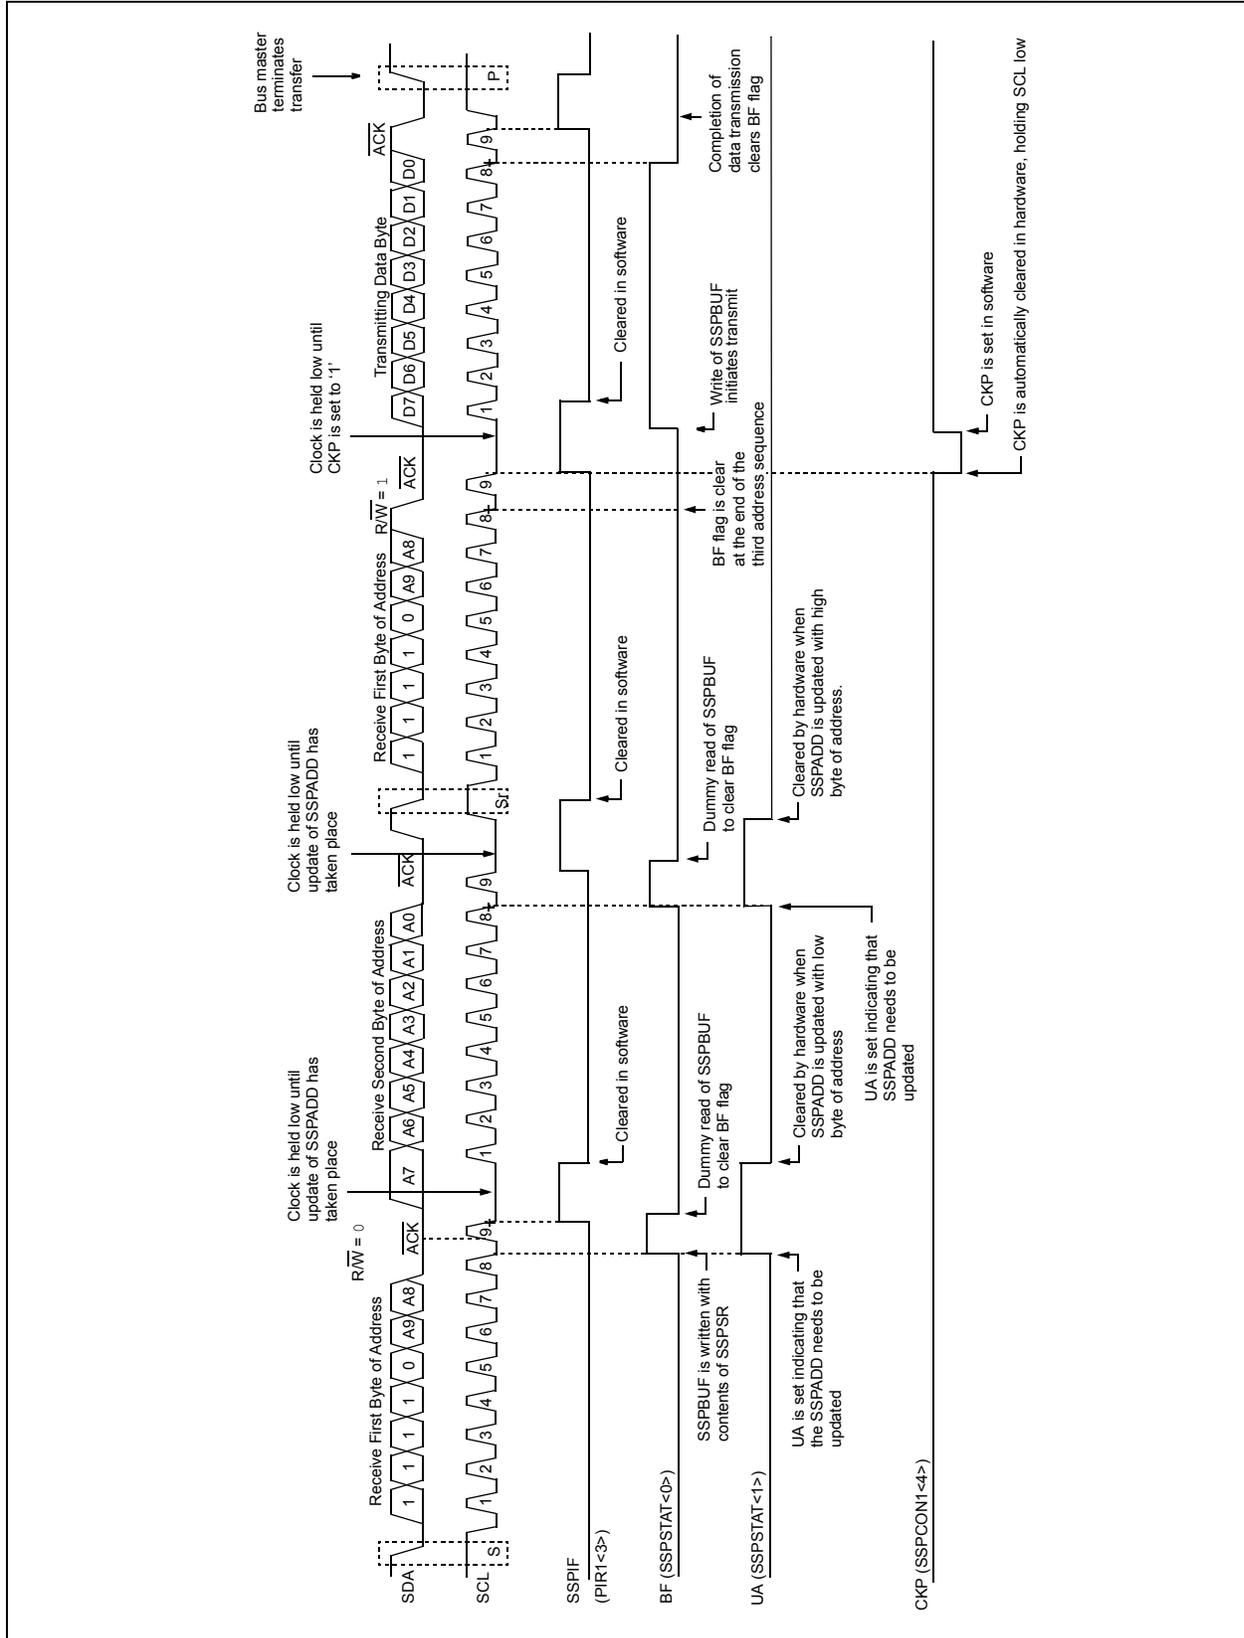 Bus master
terminates
transfer
Clock is held low until
update of SSPADD has
taken place
Clock is held low until
update of SSPADD has
taken place
Clock is held low until
CKP is set to ‘1’
R/W̅ = 0
R/W̅ = 1
Receive First Byte of Address
Receive Second Byte of Address
Receive First Byte of Address
Transmitting Data Byte
A̅C̅K̅
A̅C̅K̅
A̅C̅K̅
A̅C̅K̅
SDA
1 1 1 1 0 A9 A8
A7 A6 A5 A4 A3 A2 A1 A0
1 1 1 1 0 A9 A8
D7 D6 D5 D4 D3 D2 D1 D0
SCL
S
1 2 3 4 5 6 7 8 9
1 2 3 4 5 6 7 8 9
Sr
1 2 3 4 5 6 7 8 9
1 2 3 4 5 6 7 8 9
P
SSPIF
(PIR1<3>)
Cleared in software
Cleared in software
Cleared in software
BF (SSPSTAT<0>)
SSPBUF is written with
contents of SSPSR
Dummy read of SSPBUF
to clear BF flag
Dummy read of SSPBUF
to clear BF flag
BF flag is clear
at the end of the
third address sequence
Write of SSPBUF
initiates transmit
Completion of
data transmission
clears BF flag
UA (SSPSTAT<1>)
UA is set indicating that
the SSPADD needs to be
updated
Cleared by hardware when
SSPADD is updated with low
byte of address
UA is set indicating that
SSPADD needs to be
updated
Cleared by hardware when
SSPADD is updated with high
byte of address.
CKP (SSPCON1<4>)
CKP is set in software
CKP is automatically cleared in hardware, holding SCL low